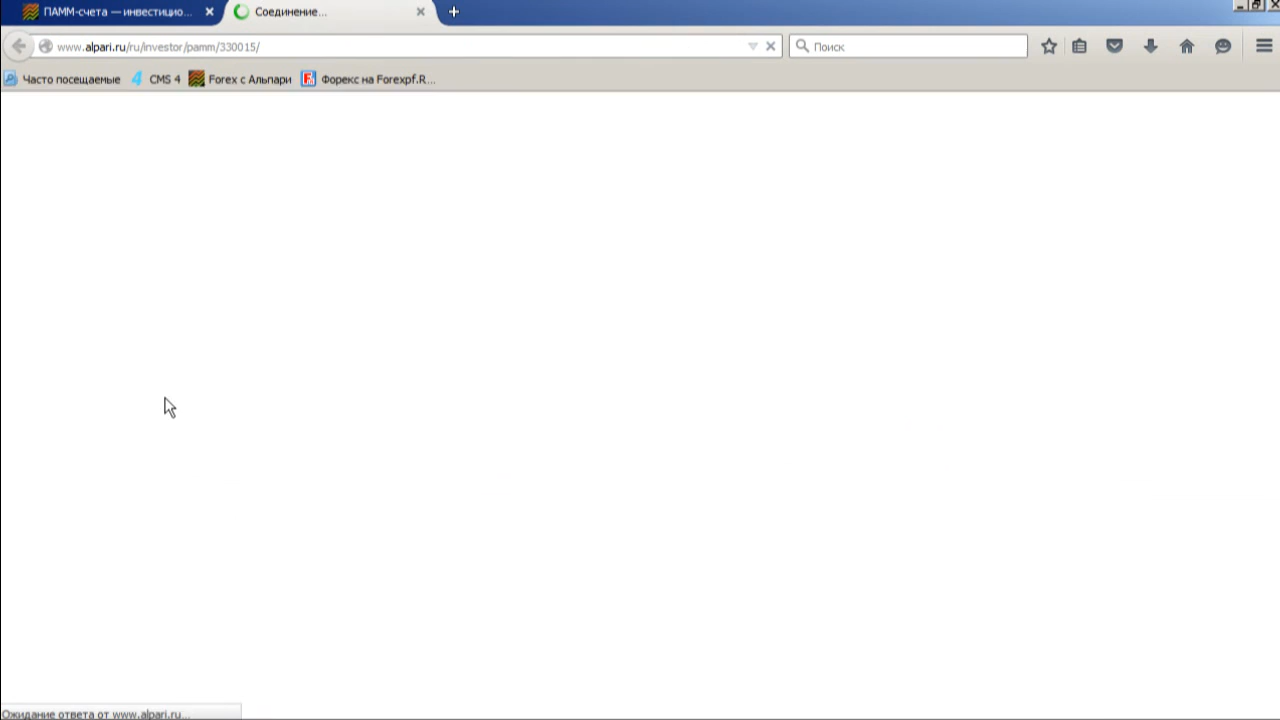 ПАММ-счета — инвестицио...
Соединение...
www.alpari.ru/ru/investor/pamm/330015/
Поиск
Часто посещаемые
CMS 4
Forex с Альпари
Форекс на Forexpf.R...
Ожидание ответа от www.alpari.ru...